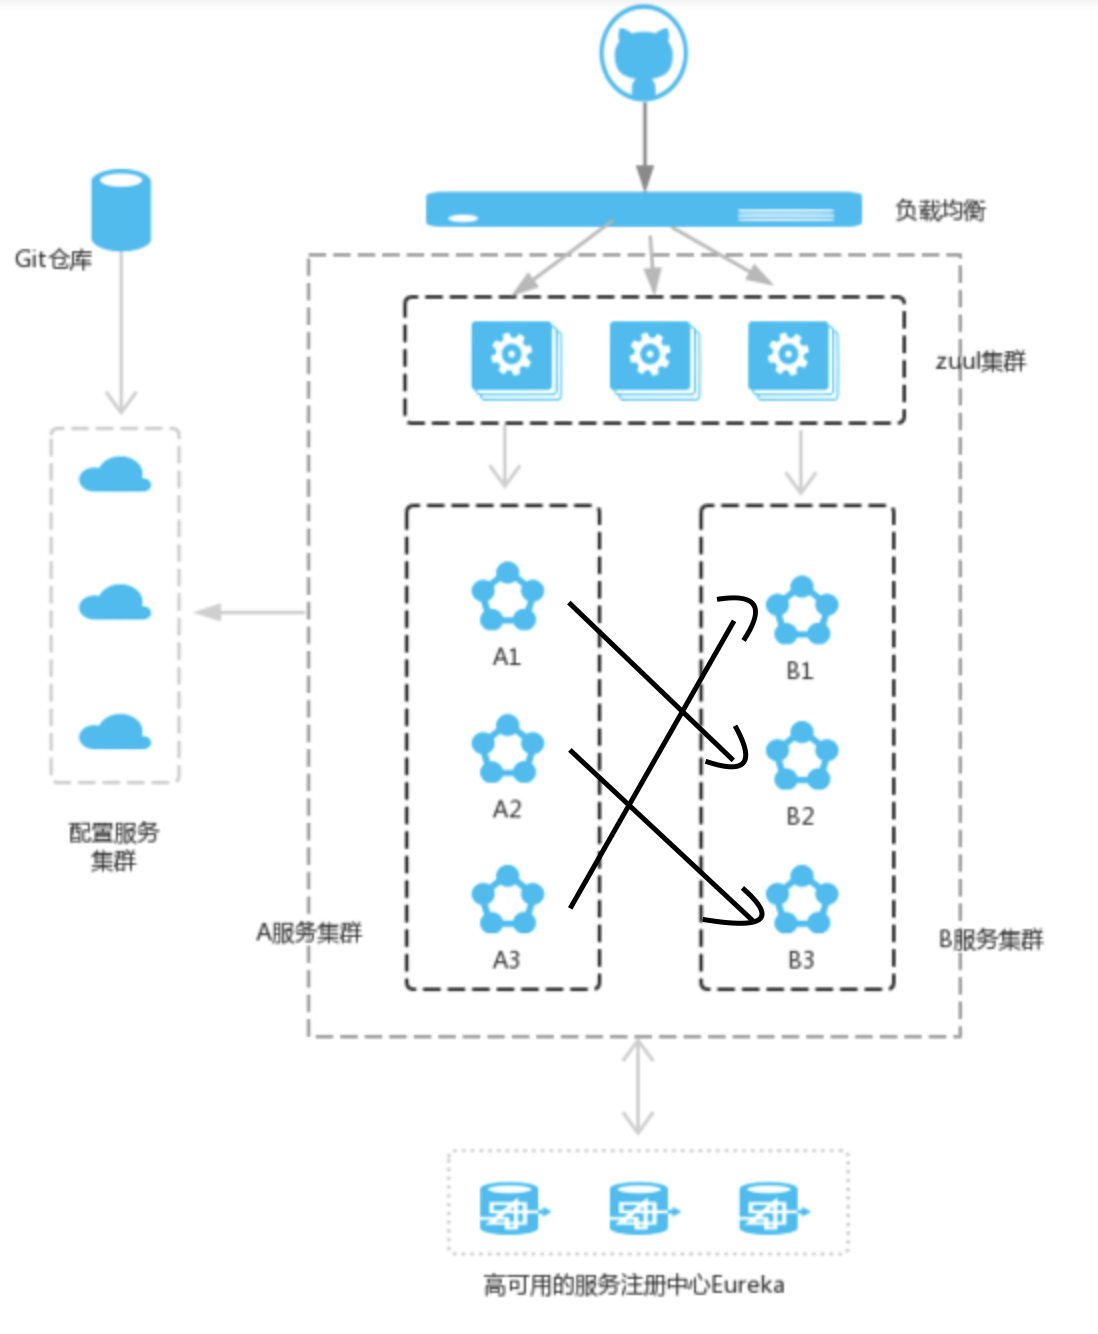 负载均衡
Git仓库
zuul集群
A1
B1
A2
B2
配置服务
集群
A服务集群
B服务集群
A3
B3
高可用的服务注册中心Eureka